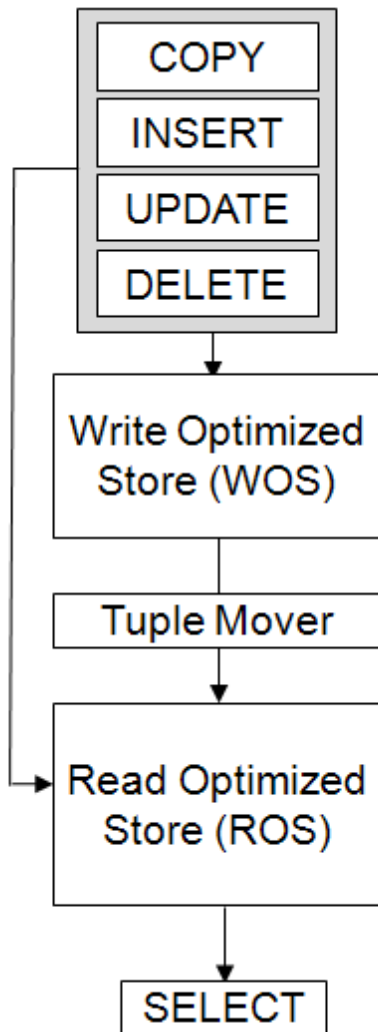 COPY
INSERT
UPDATE
DELETE
Write Optimized
Store (WOS)
Tuple Mover
Read Optimized
Store (ROS)
SELECT